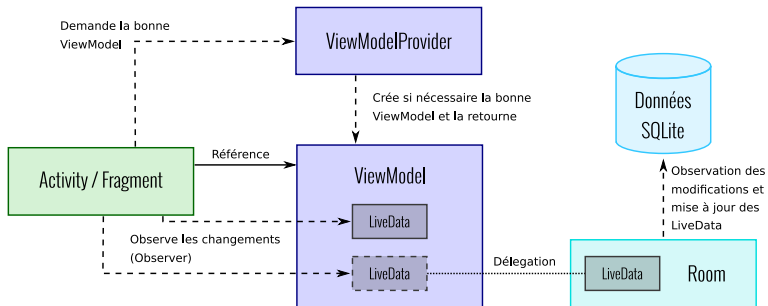 Demande la bonne
ViewModel
ViewModelProvider
Crée si nécessaire la bonne
ViewModel et la retourne
Données
SQLite
Référence
Activity / Fragment
ViewModel
Observation des
modifications et
mise à jour des
LiveData
LiveData
Observe les changements
(Observer)
LiveData
Délegation
LiveData
Room